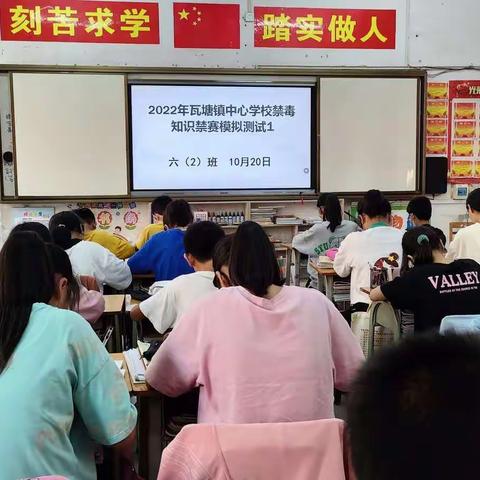 刻苦求学
踏实做人
2022年瓦塘镇中心学校禁毒
知识禁赛模拟测试1
六（2）班 10月20日
VALLEY